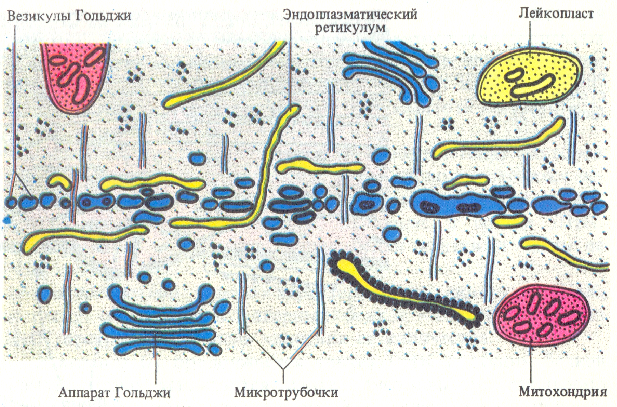 Везикулы Гольджи
Эндоплазматический
ретикулум
Лейкопласт
Аппарат Гольджи
Микротрубочки
Митохондрия